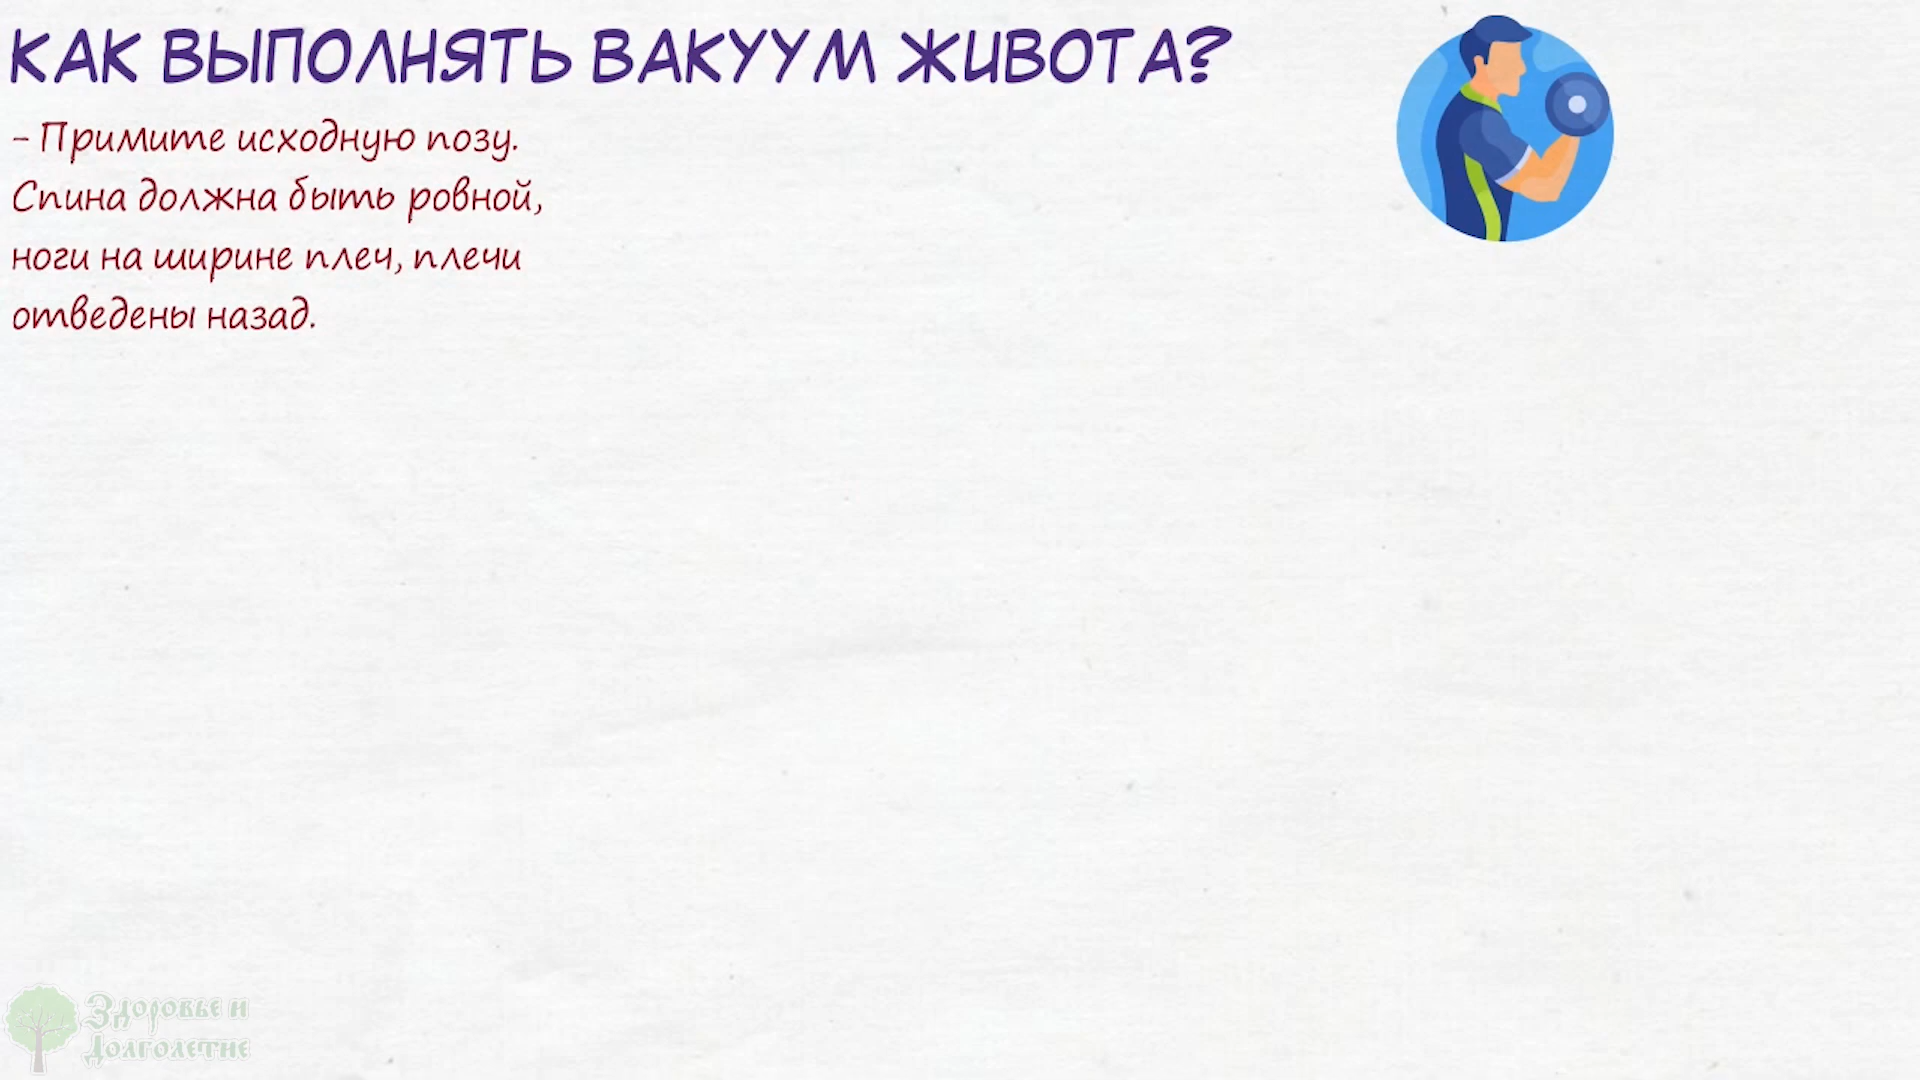 КАК ВЫПОЛНЯТЬ ВАКУУМ ЖИВОТА?
- Примите исходную позу.
Спина должна быть ровной,
ноги на ширине плеч, плечи
отведены назад.
Здоровье и
Долголетие